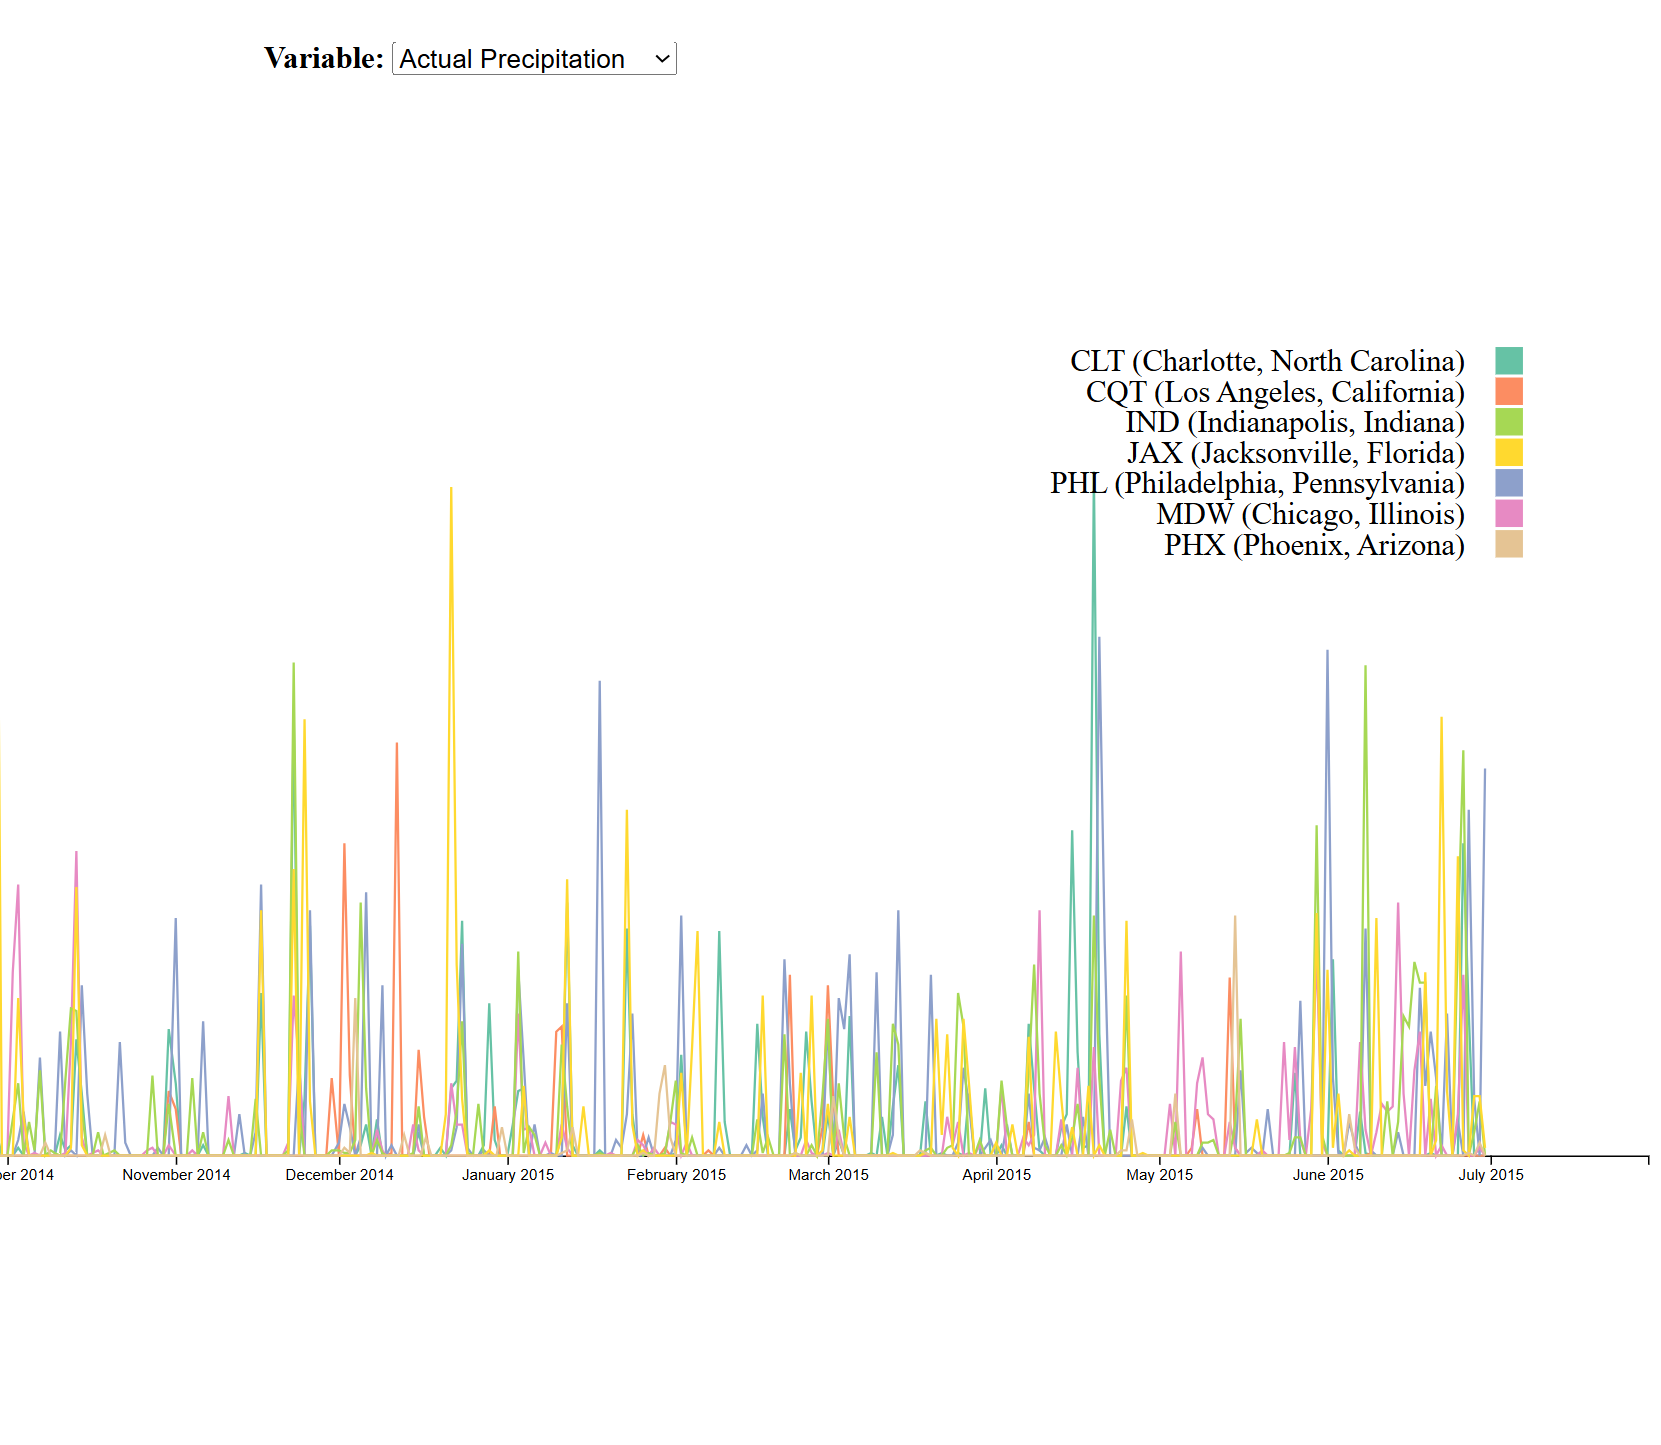 Variable: Actual Precipitation
CLT (Charlotte, North Carolina)
CQT (Los Angeles, California)
IND (Indianapolis, Indiana)
JAX (Jacksonville, Florida)
PHL (Philadelphia, Pennsylvania)
MDW (Chicago, Illinois)
PHX (Phoenix, Arizona)
ber 2014 November 2014 December 2014 January 2015 February 2015 March 2015 April 2015 May 2015 June 2015 July 2015